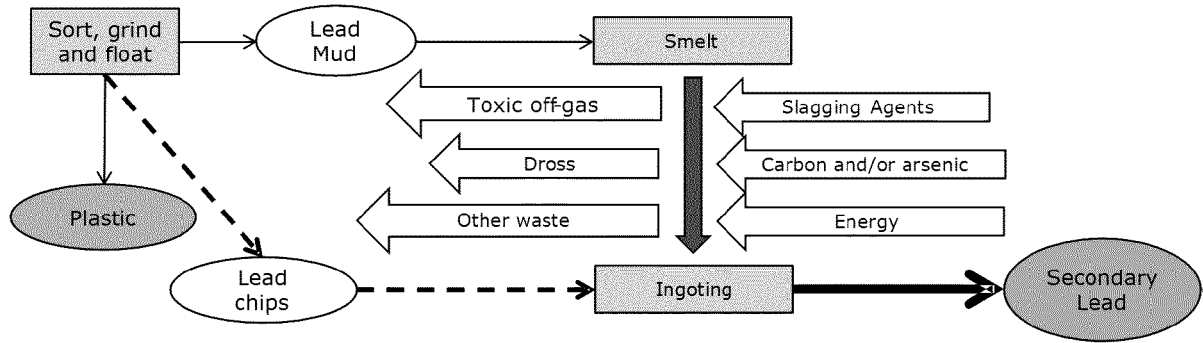 Sort, grind
and float
Lead
Mud
Smelt
Toxic off-gas
Slagging Agents
Dross
Carbon and/or arsenic
Plastic
Other waste
Energy
Lead
chips
Ingoting
Secondary
Lead